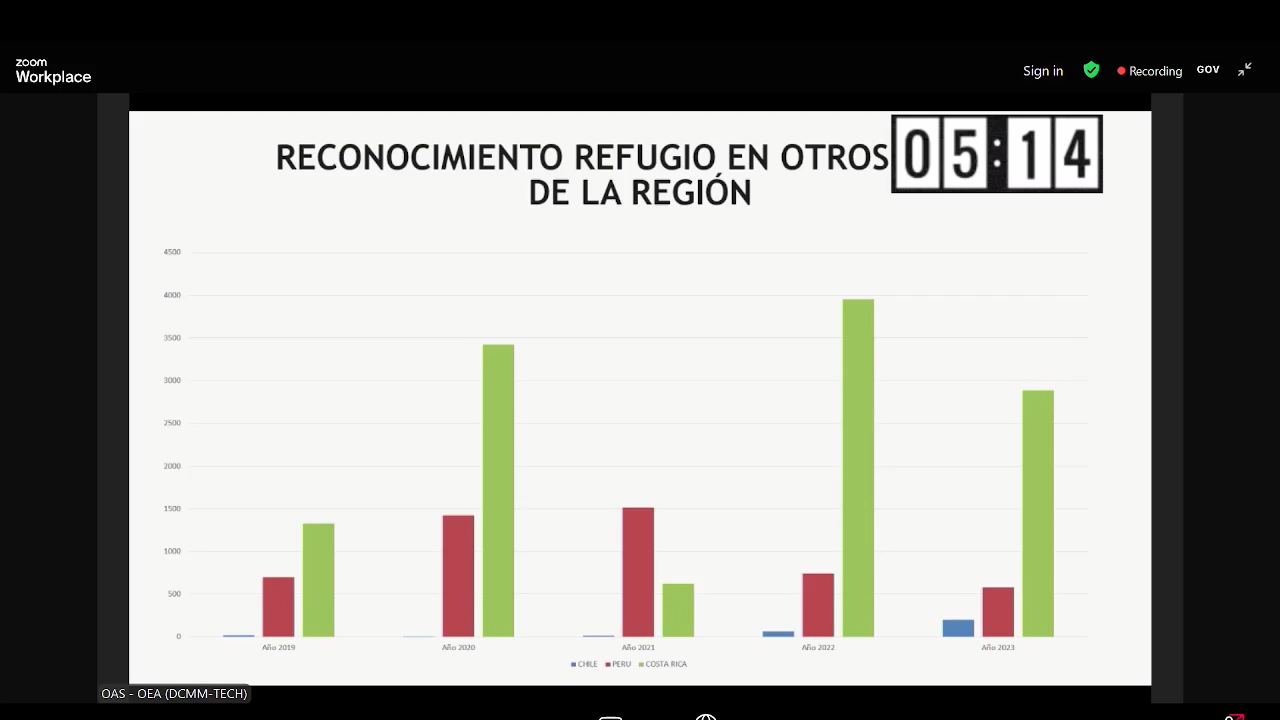 zoom
Workplace
Sign in
Recording
GOV
RECONOCIMIENTO REFUGIO EN OTROS
05:14
DE LA REGIÓN
4500
4000
3500
3000
2500
2000
1500
1000
500
0
Año 2019 Año 2020 Año 2021 Año 2022 Año 2023
CHILE PERU COSTA RICA
OAS - OEA (DCMM-TECH)